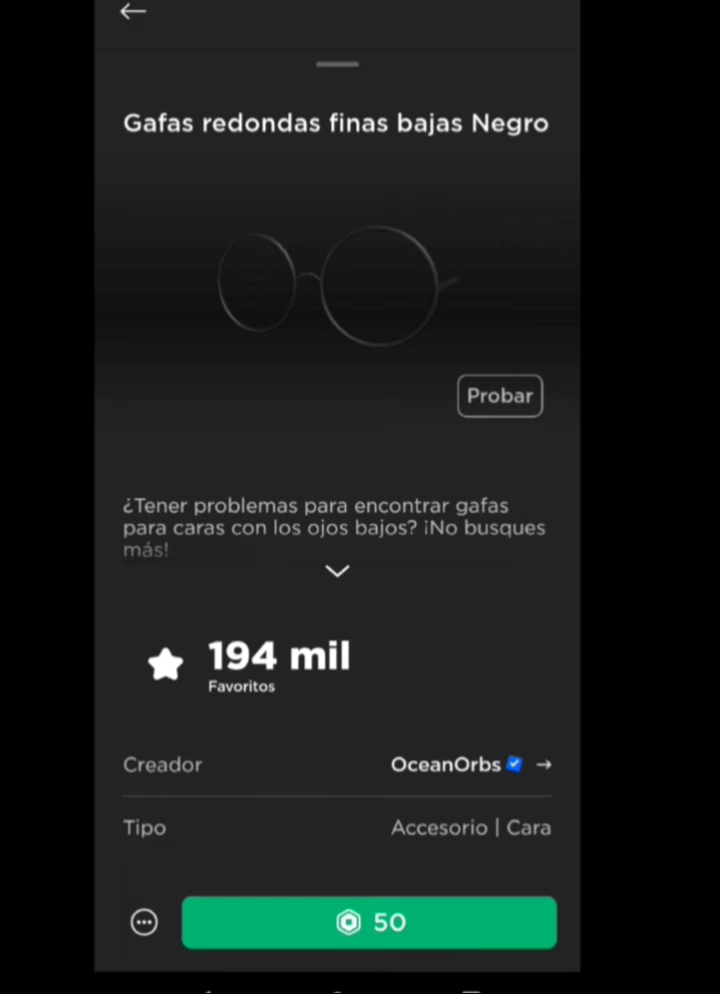 Gafas redondas finas bajas Negro
Probar
¿Tener problemas para encontrar gafas
para caras con los ojos bajos? ¡No busques
más!
194 mil
Favoritos
Creador OceanOrbs
Tipo Accesorio | Cara
50